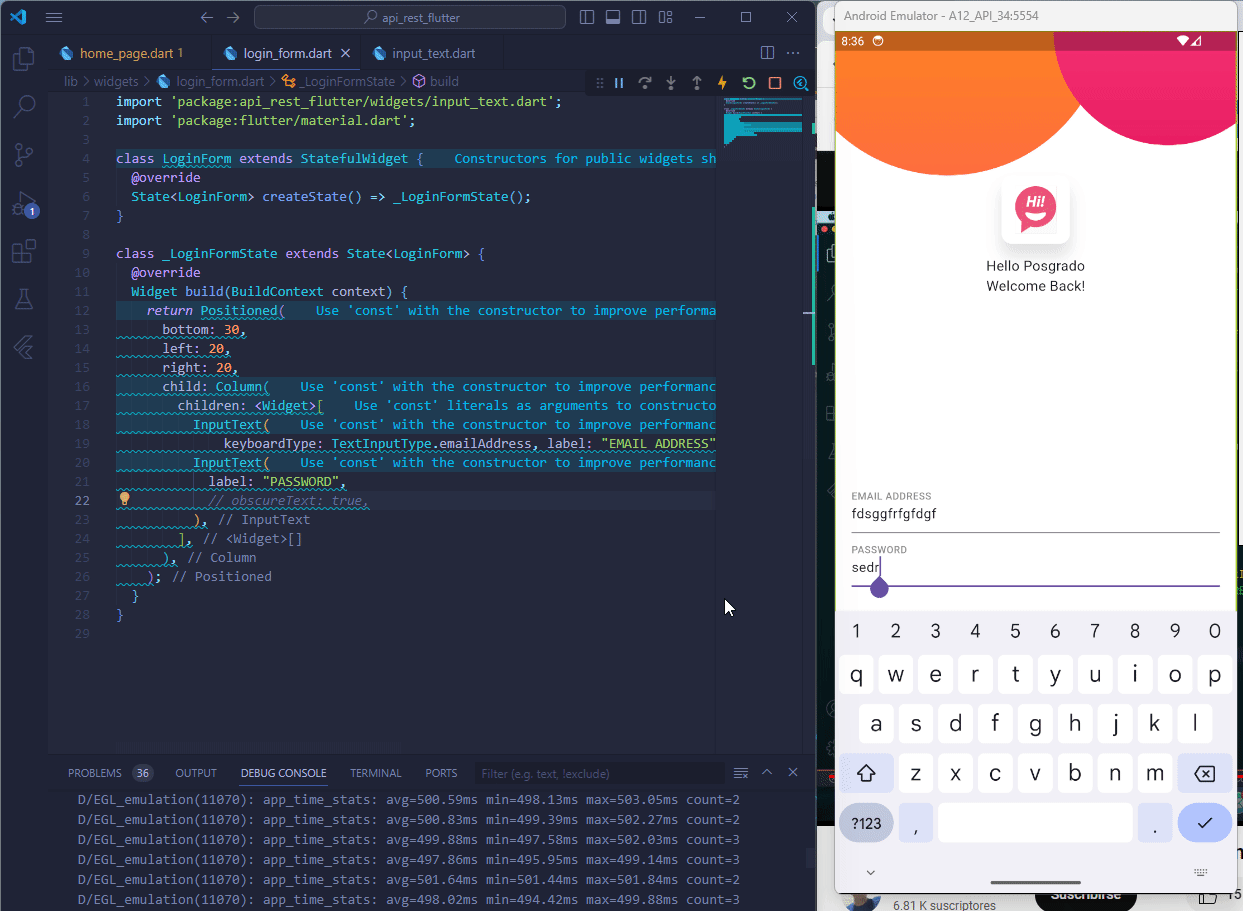 api_rest_flutter
home_page.dart 1
login_form.dart
input_text.dart
lib > widgets > login_form.dart > _LoginFormState > build
1 import 'package:api_rest_flutter/widgets/input_text.dart';
2 import 'package:flutter/material.dart';
3
4 class LoginForm extends StatefulWidget { Constructors for public widgets sh
5 @override
6 State<LoginForm> createState() => _LoginFormState();
7 }
8
9 class _LoginFormState extends State<LoginForm> {
10 @override
11 Widget build(BuildContext context) {
12 return Positioned( Use 'const' with the constructor to improve performa
13 bottom: 30,
14 left: 20,
15 right: 20,
16 child: Column( Use 'const' with the constructor to improve performanc
17 children: <Widget>[ Use 'const' literals as arguments to constructo
18 InputText( Use 'const' with the constructor to improve performanc
19 keyboardType: TextInputType.emailAddress, label: "EMAIL ADDRESS"
20 InputText( Use 'const' with the constructor to improve performanc
21 label: "PASSWORD",
22 // obscureText: true,
23 ), // InputText
24 ], // <Widget>[]
25 ), // Column
26 ); // Positioned
27 }
28 }
29
1
PROBLEMS 36 OUTPUT DEBUG CONSOLE TERMINAL PORTS Filter (e.g. text, !exclude)
D/EGL_emulation(11070): app_time_stats: avg=500.59ms min=498.13ms max=503.05ms count=2
D/EGL_emulation(11070): app_time_stats: avg=500.83ms min=499.39ms max=502.27ms count=2
D/EGL_emulation(11070): app_time_stats: avg=499.88ms min=497.58ms max=502.03ms count=3
D/EGL_emulation(11070): app_time_stats: avg=497.86ms min=495.95ms max=499.14ms count=3
D/EGL_emulation(11070): app_time_stats: avg=501.64ms min=501.44ms max=501.84ms count=2
D/EGL_emulation(11070): app_time_stats: avg=498.02ms min=494.42ms max=499.88ms count=3
Android Emulator - A12_API_34:5554
8:36
Hi!
Hello Posgrado
Welcome Back!
EMAIL ADDRESS
fdsggfrfgfdgf
PASSWORD
sedr
1 2 3 4 5 6 7 8 9 0
q w e r t y u i o p
a s d f g h j k l
z x c v b n m
?123 , .
6.81 K suscriptores
Suscribirse